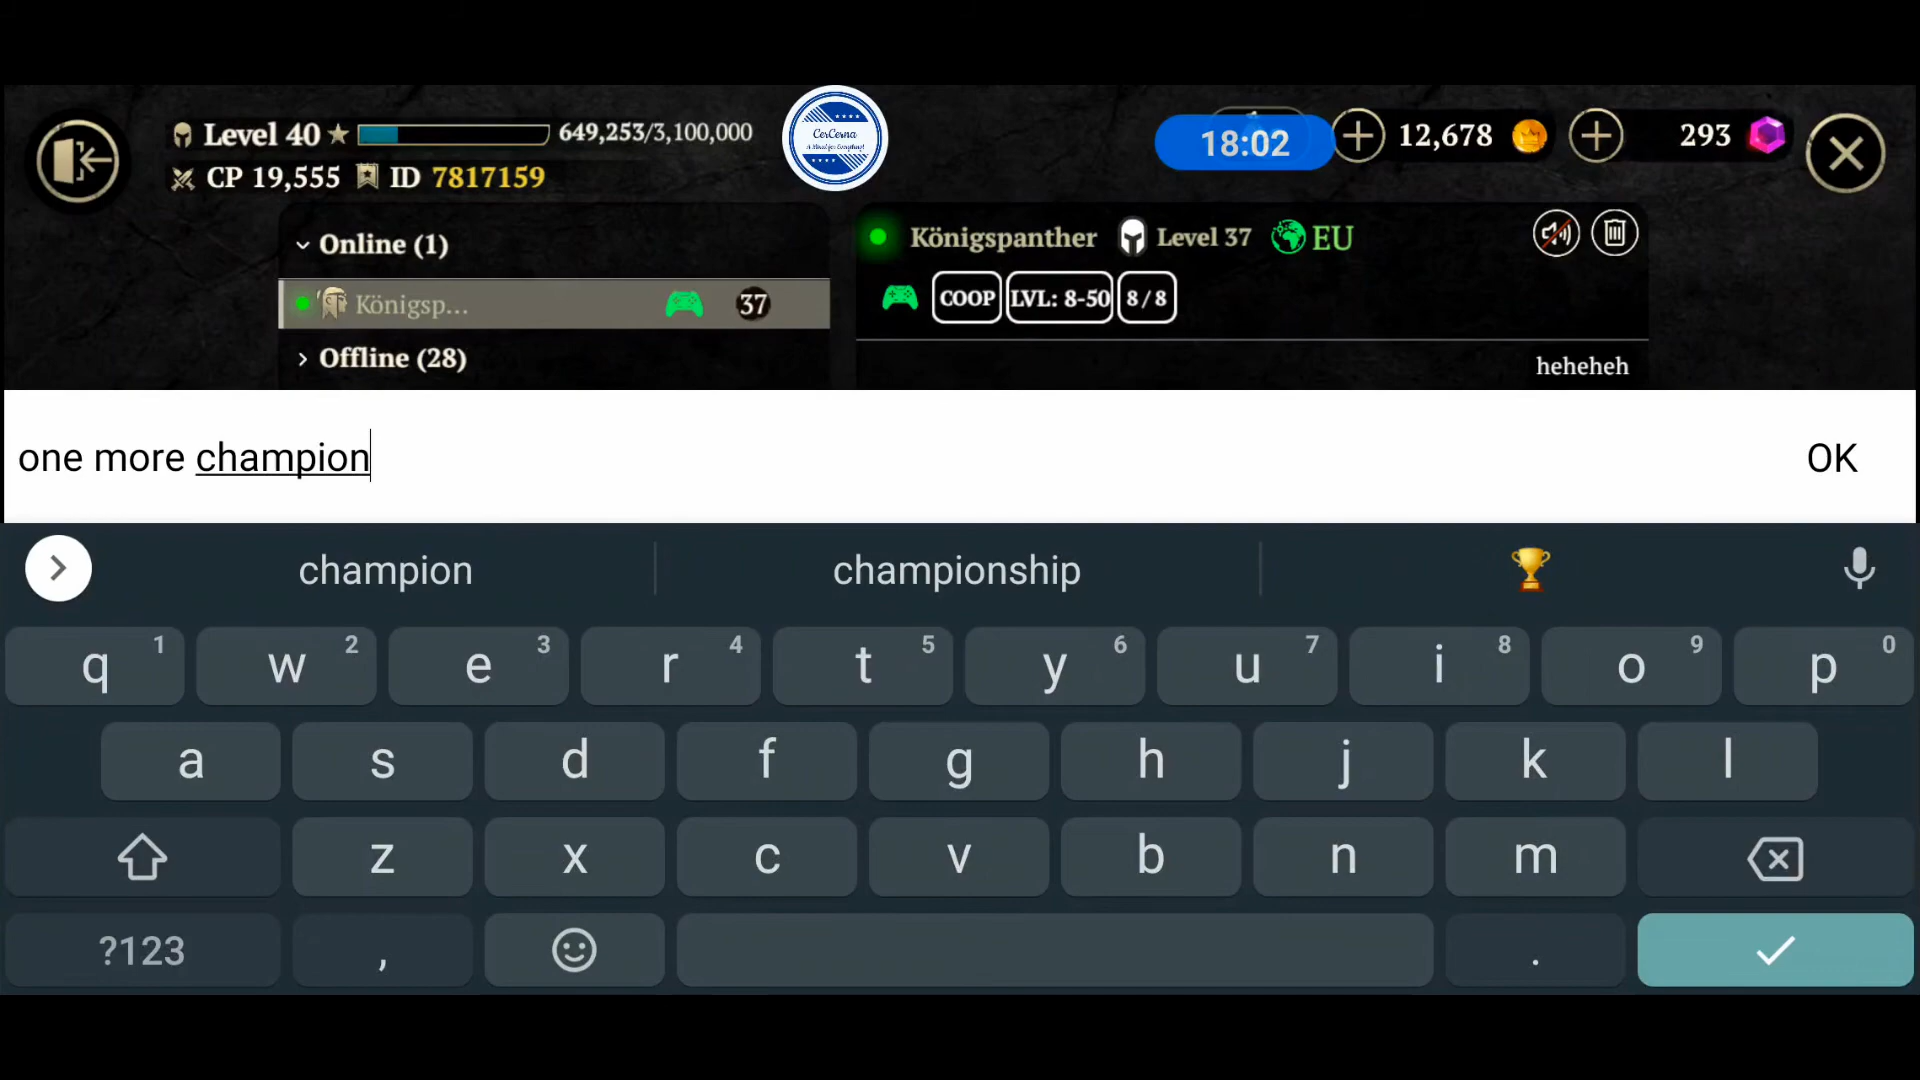 Level 40 649,253/3,100,000
CP 19,555 ID 7817159
CerCerna
18:02
12,678
293
Online (1)
Königsp... 37
Offline (28)
Königspanther Level 37 EU
COOP LVL: 8-50 8/8
heheheh
one more champion
OK
champion championship
q 1 w 2 e 3 r 4 t 5 y 6 u 7 i 8 o 9 p 0
a s d f g h j k l
z x c v b n m
?123 , .